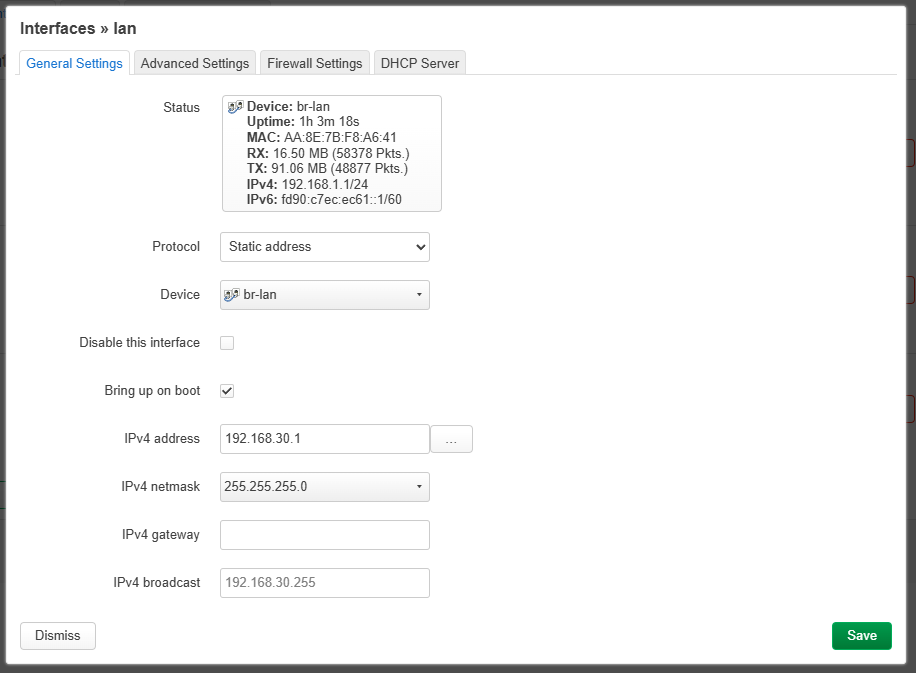 Interfaces » lan
General Settings
Advanced Settings
Firewall Settings
DHCP Server
Status
Device: br-lan
Uptime: 1h 3m 18s
MAC: AA:8E:7B:F8:A6:41
RX: 16.50 MB (58378 Pkts.)
TX: 91.06 MB (48877 Pkts.)
IPv4: 192.168.1.1/24
IPv6: fd90:c7ec:ec61::1/60
Protocol
Static address
Device
br-lan
Disable this interface
Bring up on boot
IPv4 address
192.168.30.1
...
IPv4 netmask
255.255.255.0
IPv4 gateway
IPv4 broadcast
192.168.30.255
Dismiss
Save